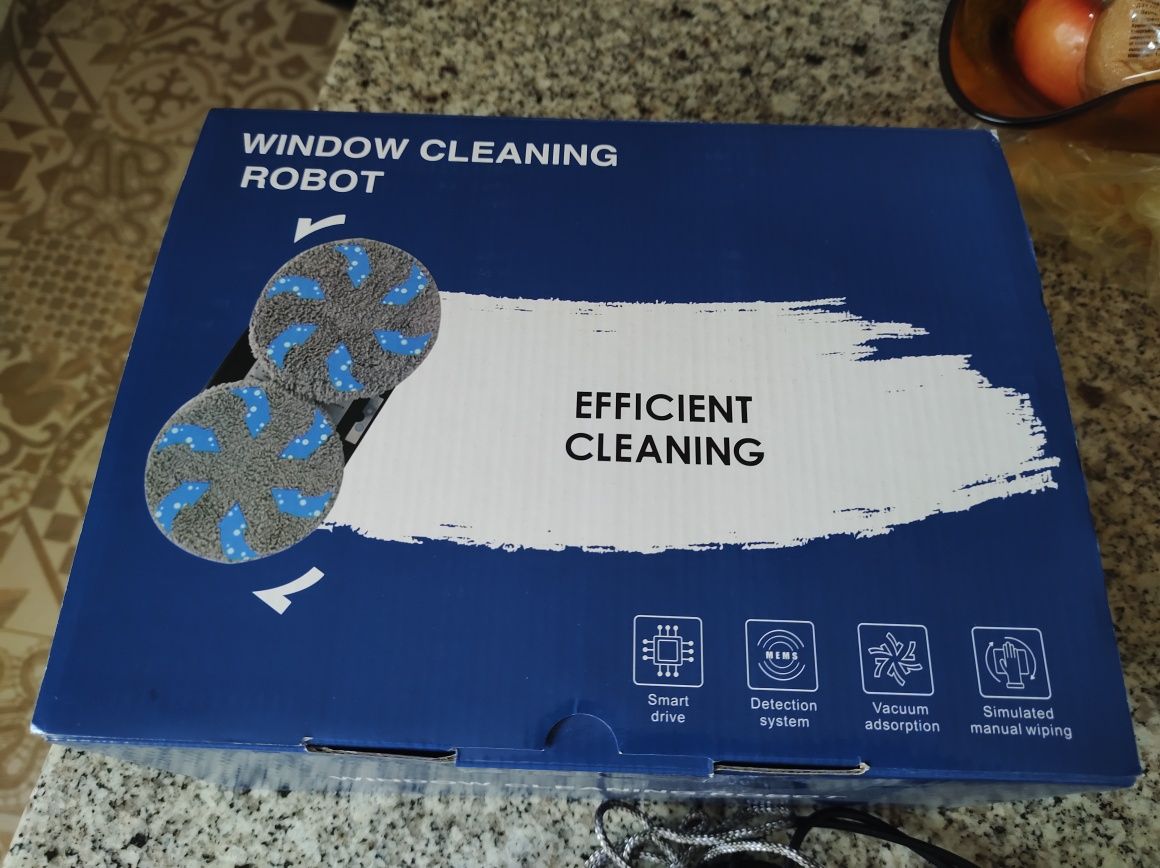 WINDOW CLEANING
ROBOT
EFFICIENT
CLEANING
MEMS
Smart
drive
Detection
system
Vacuum
adsorption
Simulated
manual wiping